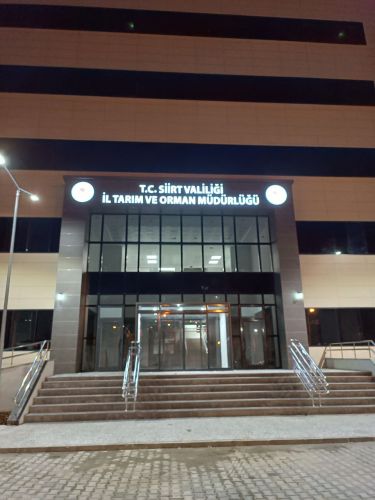 T.C. SİİRT VALİLİĞİ
İL TARIM VE ORMAN MÜDÜRLÜĞÜ